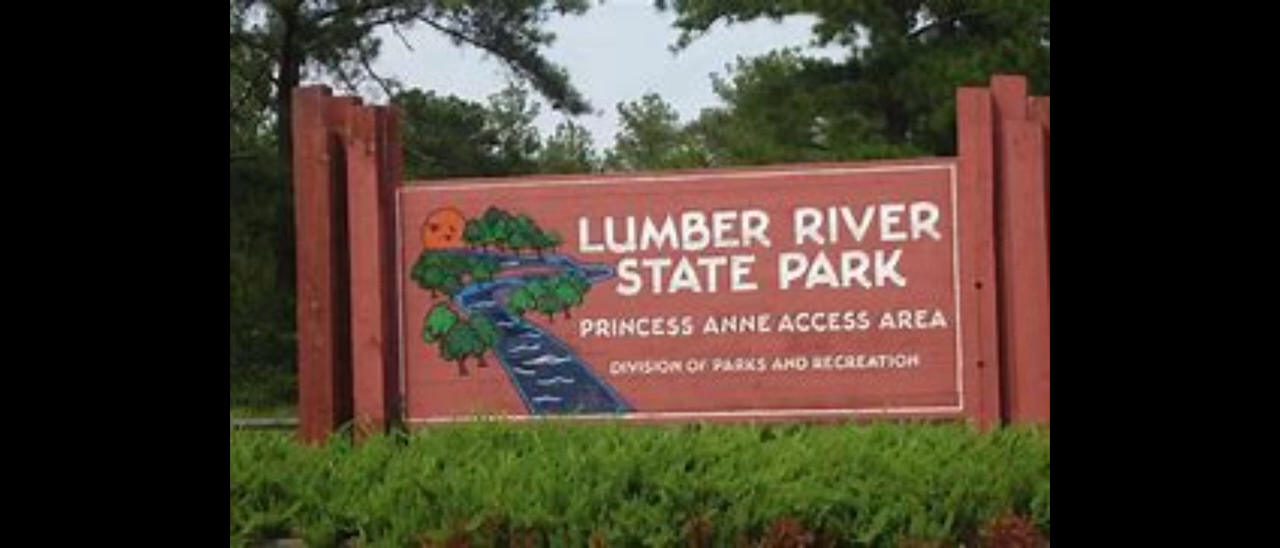 LUMBER RIVER
STATE PARK
PRINCESS ANNE ACCESS AREA
DIVISION OF PARKS AND RECREATION